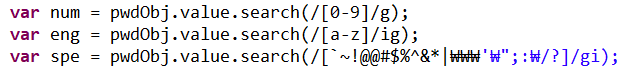 var num = pwdObj.value.search(/[0-9]/g);
var eng = pwdObj.value.search(/[a-z]/ig);
var spe = pwdObj.value.search(/[`~!@@#$%^&*|₩₩₩'₩";:₩/?]/gi);